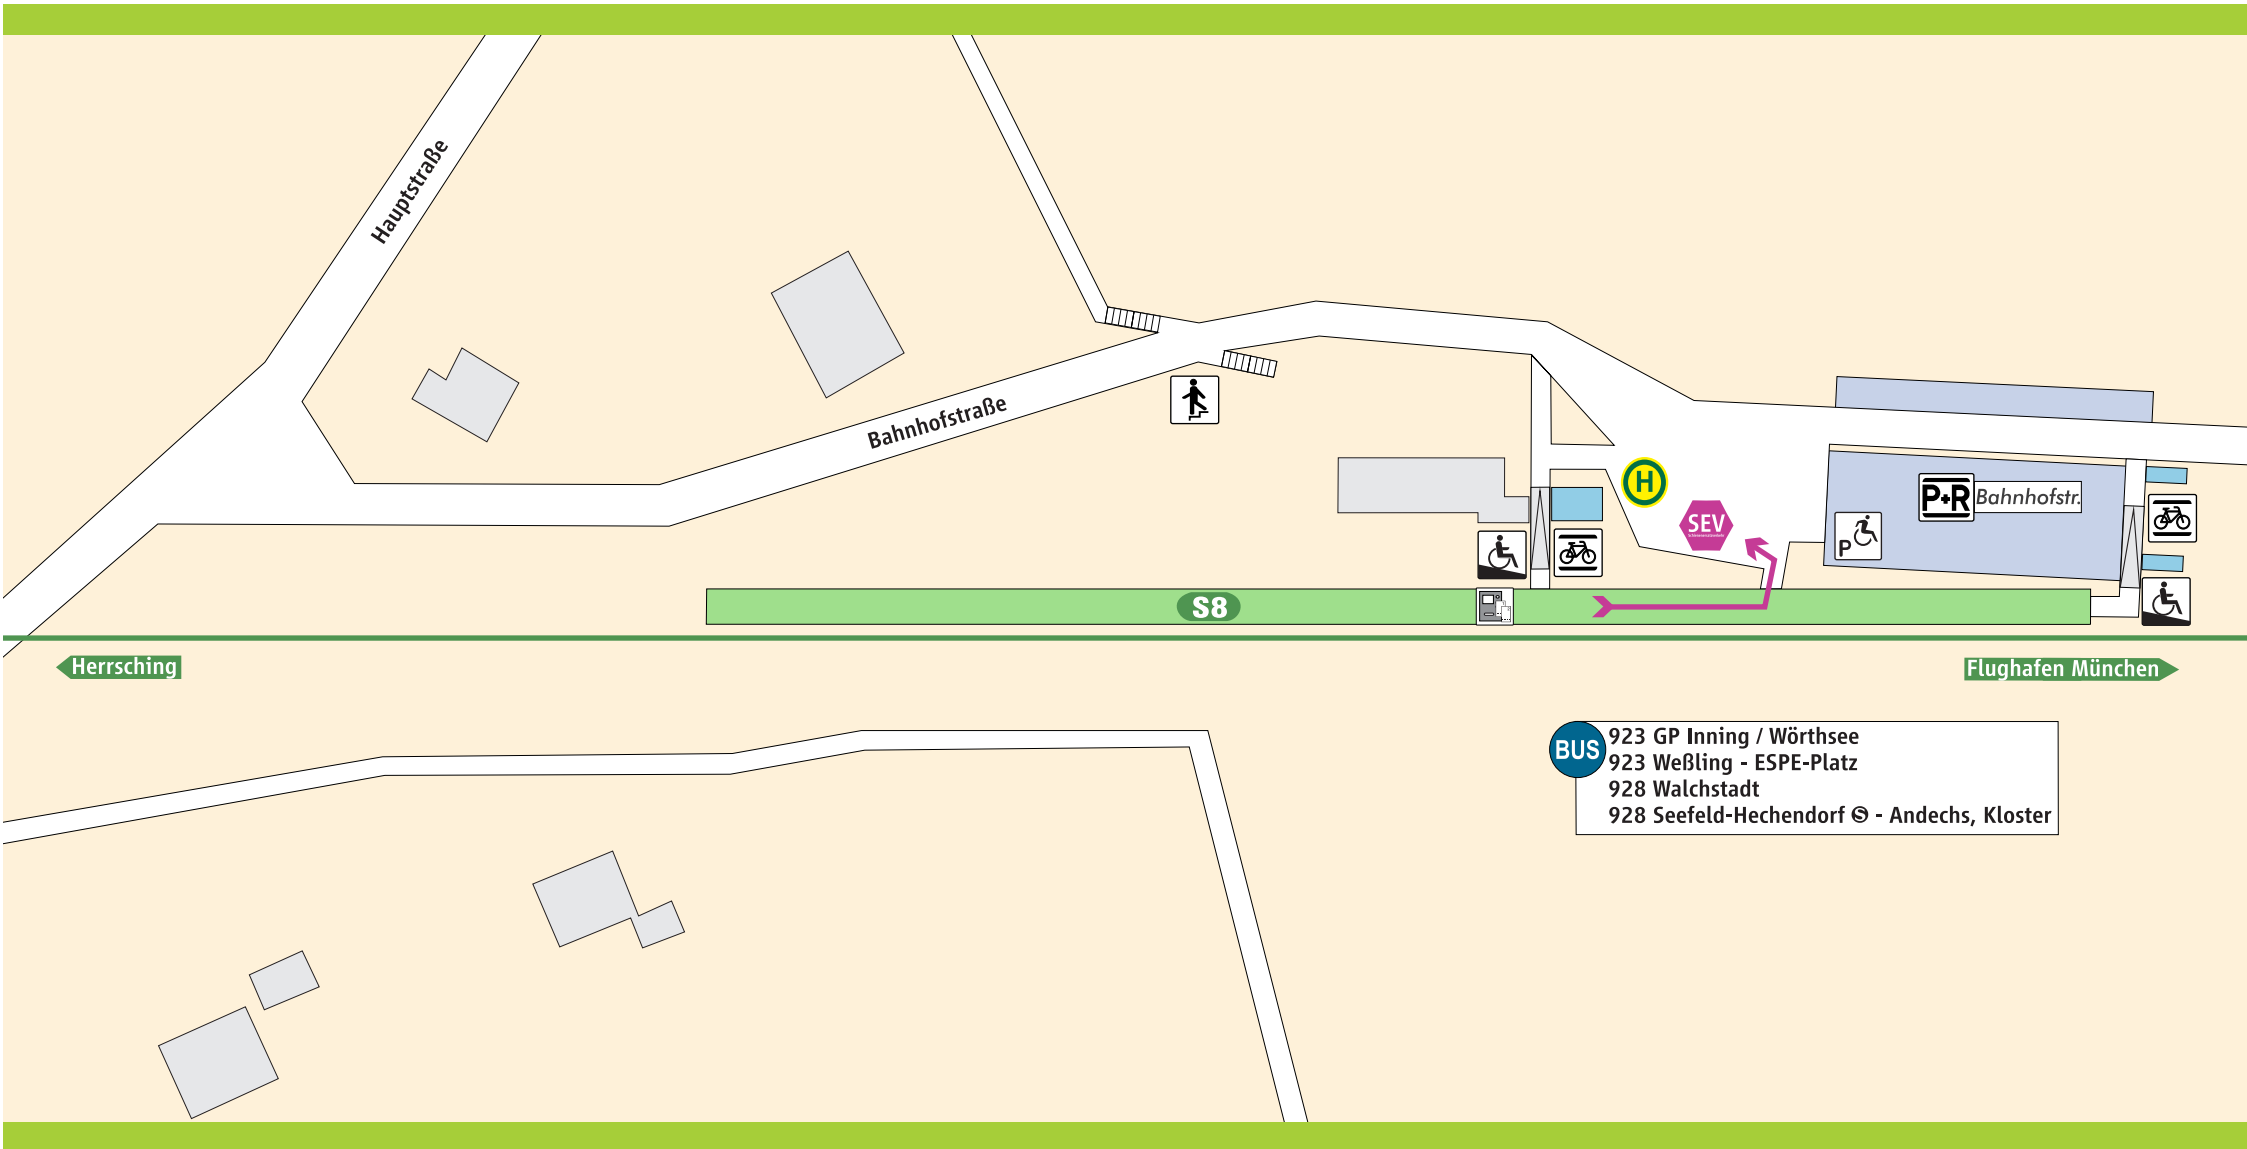 Hauptstraße
Bahnhofstraße
H
SEV
P+R Bahnhofstr.
P
S8
Herrsching
Flughafen München
BUS
923 GP Inning / Wörthsee
923 Weßling - ESPE-Platz
928 Walchstadt
928 Seefeld-Hechendorf S - Andechs, Kloster